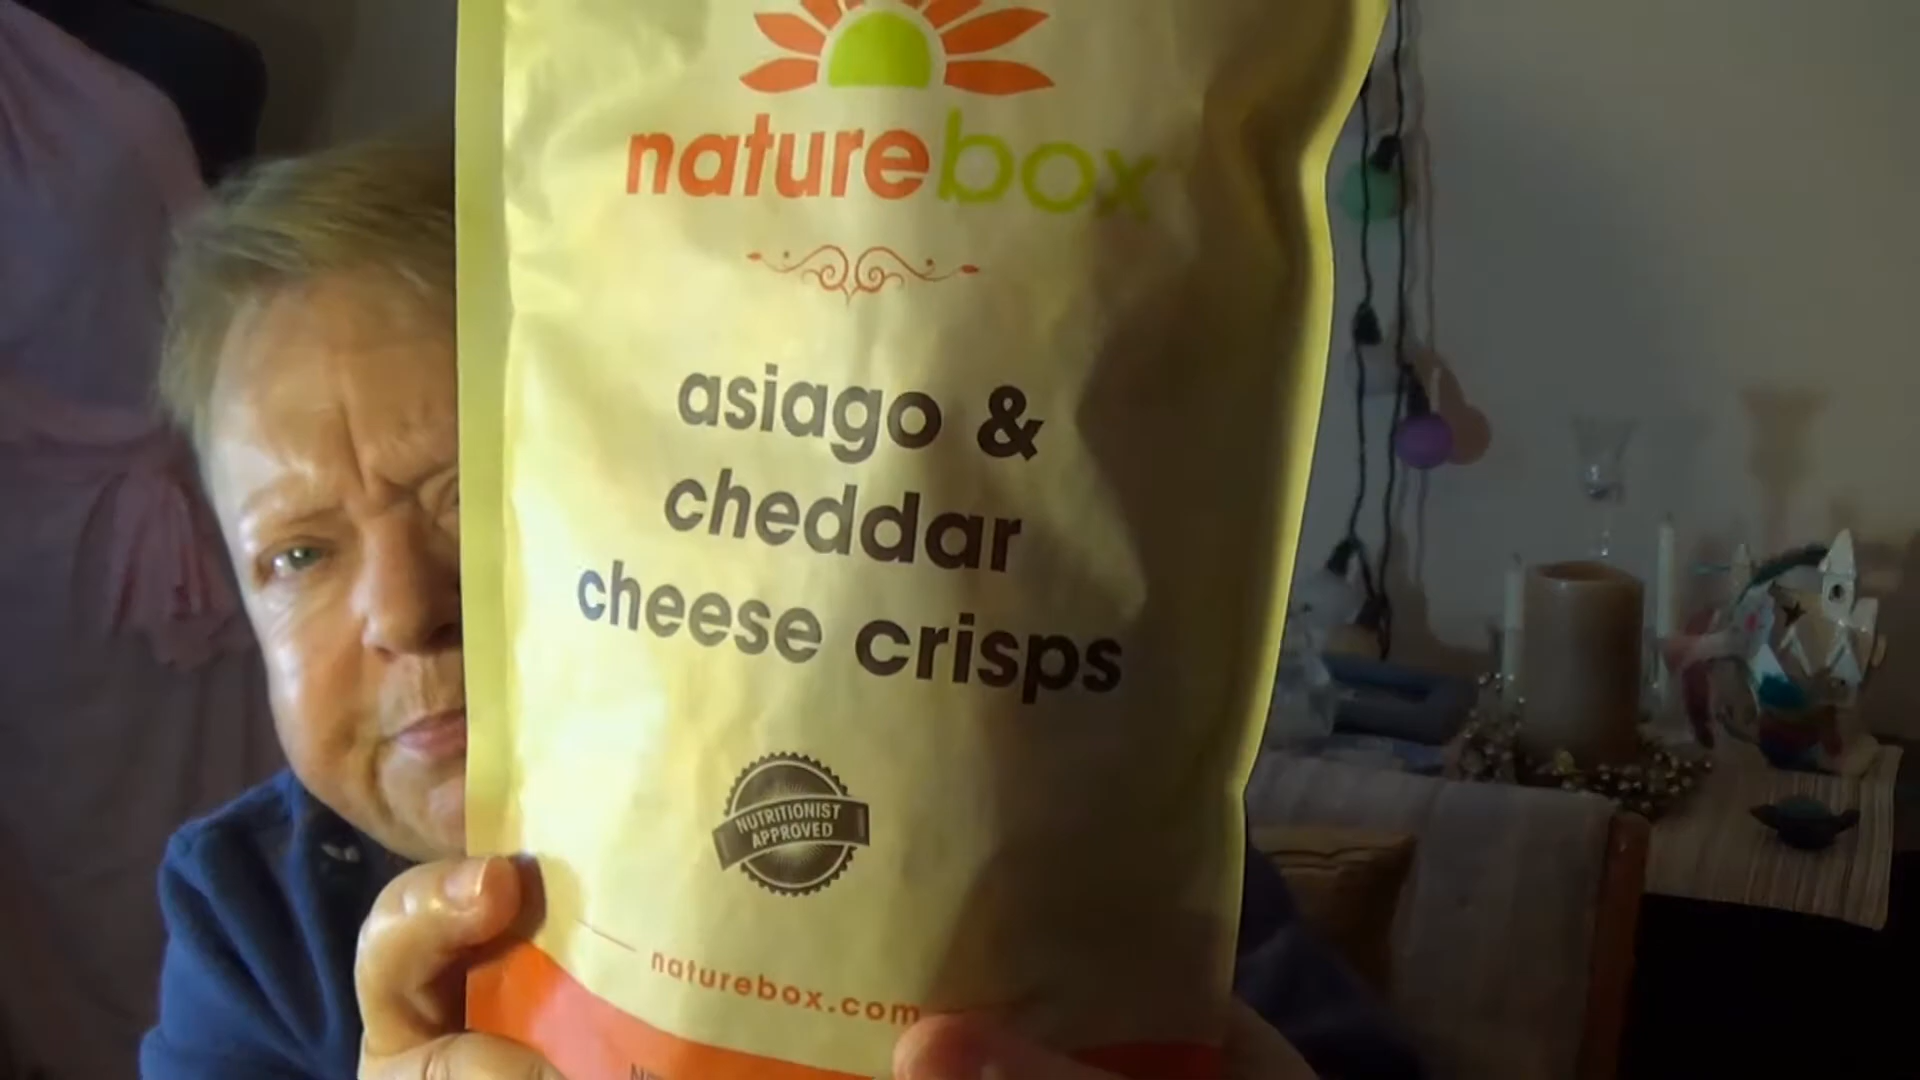 naturebox
asiago &
cheddar
cheese crisps
NUTRITIONIST
APPROVED
naturebox.com